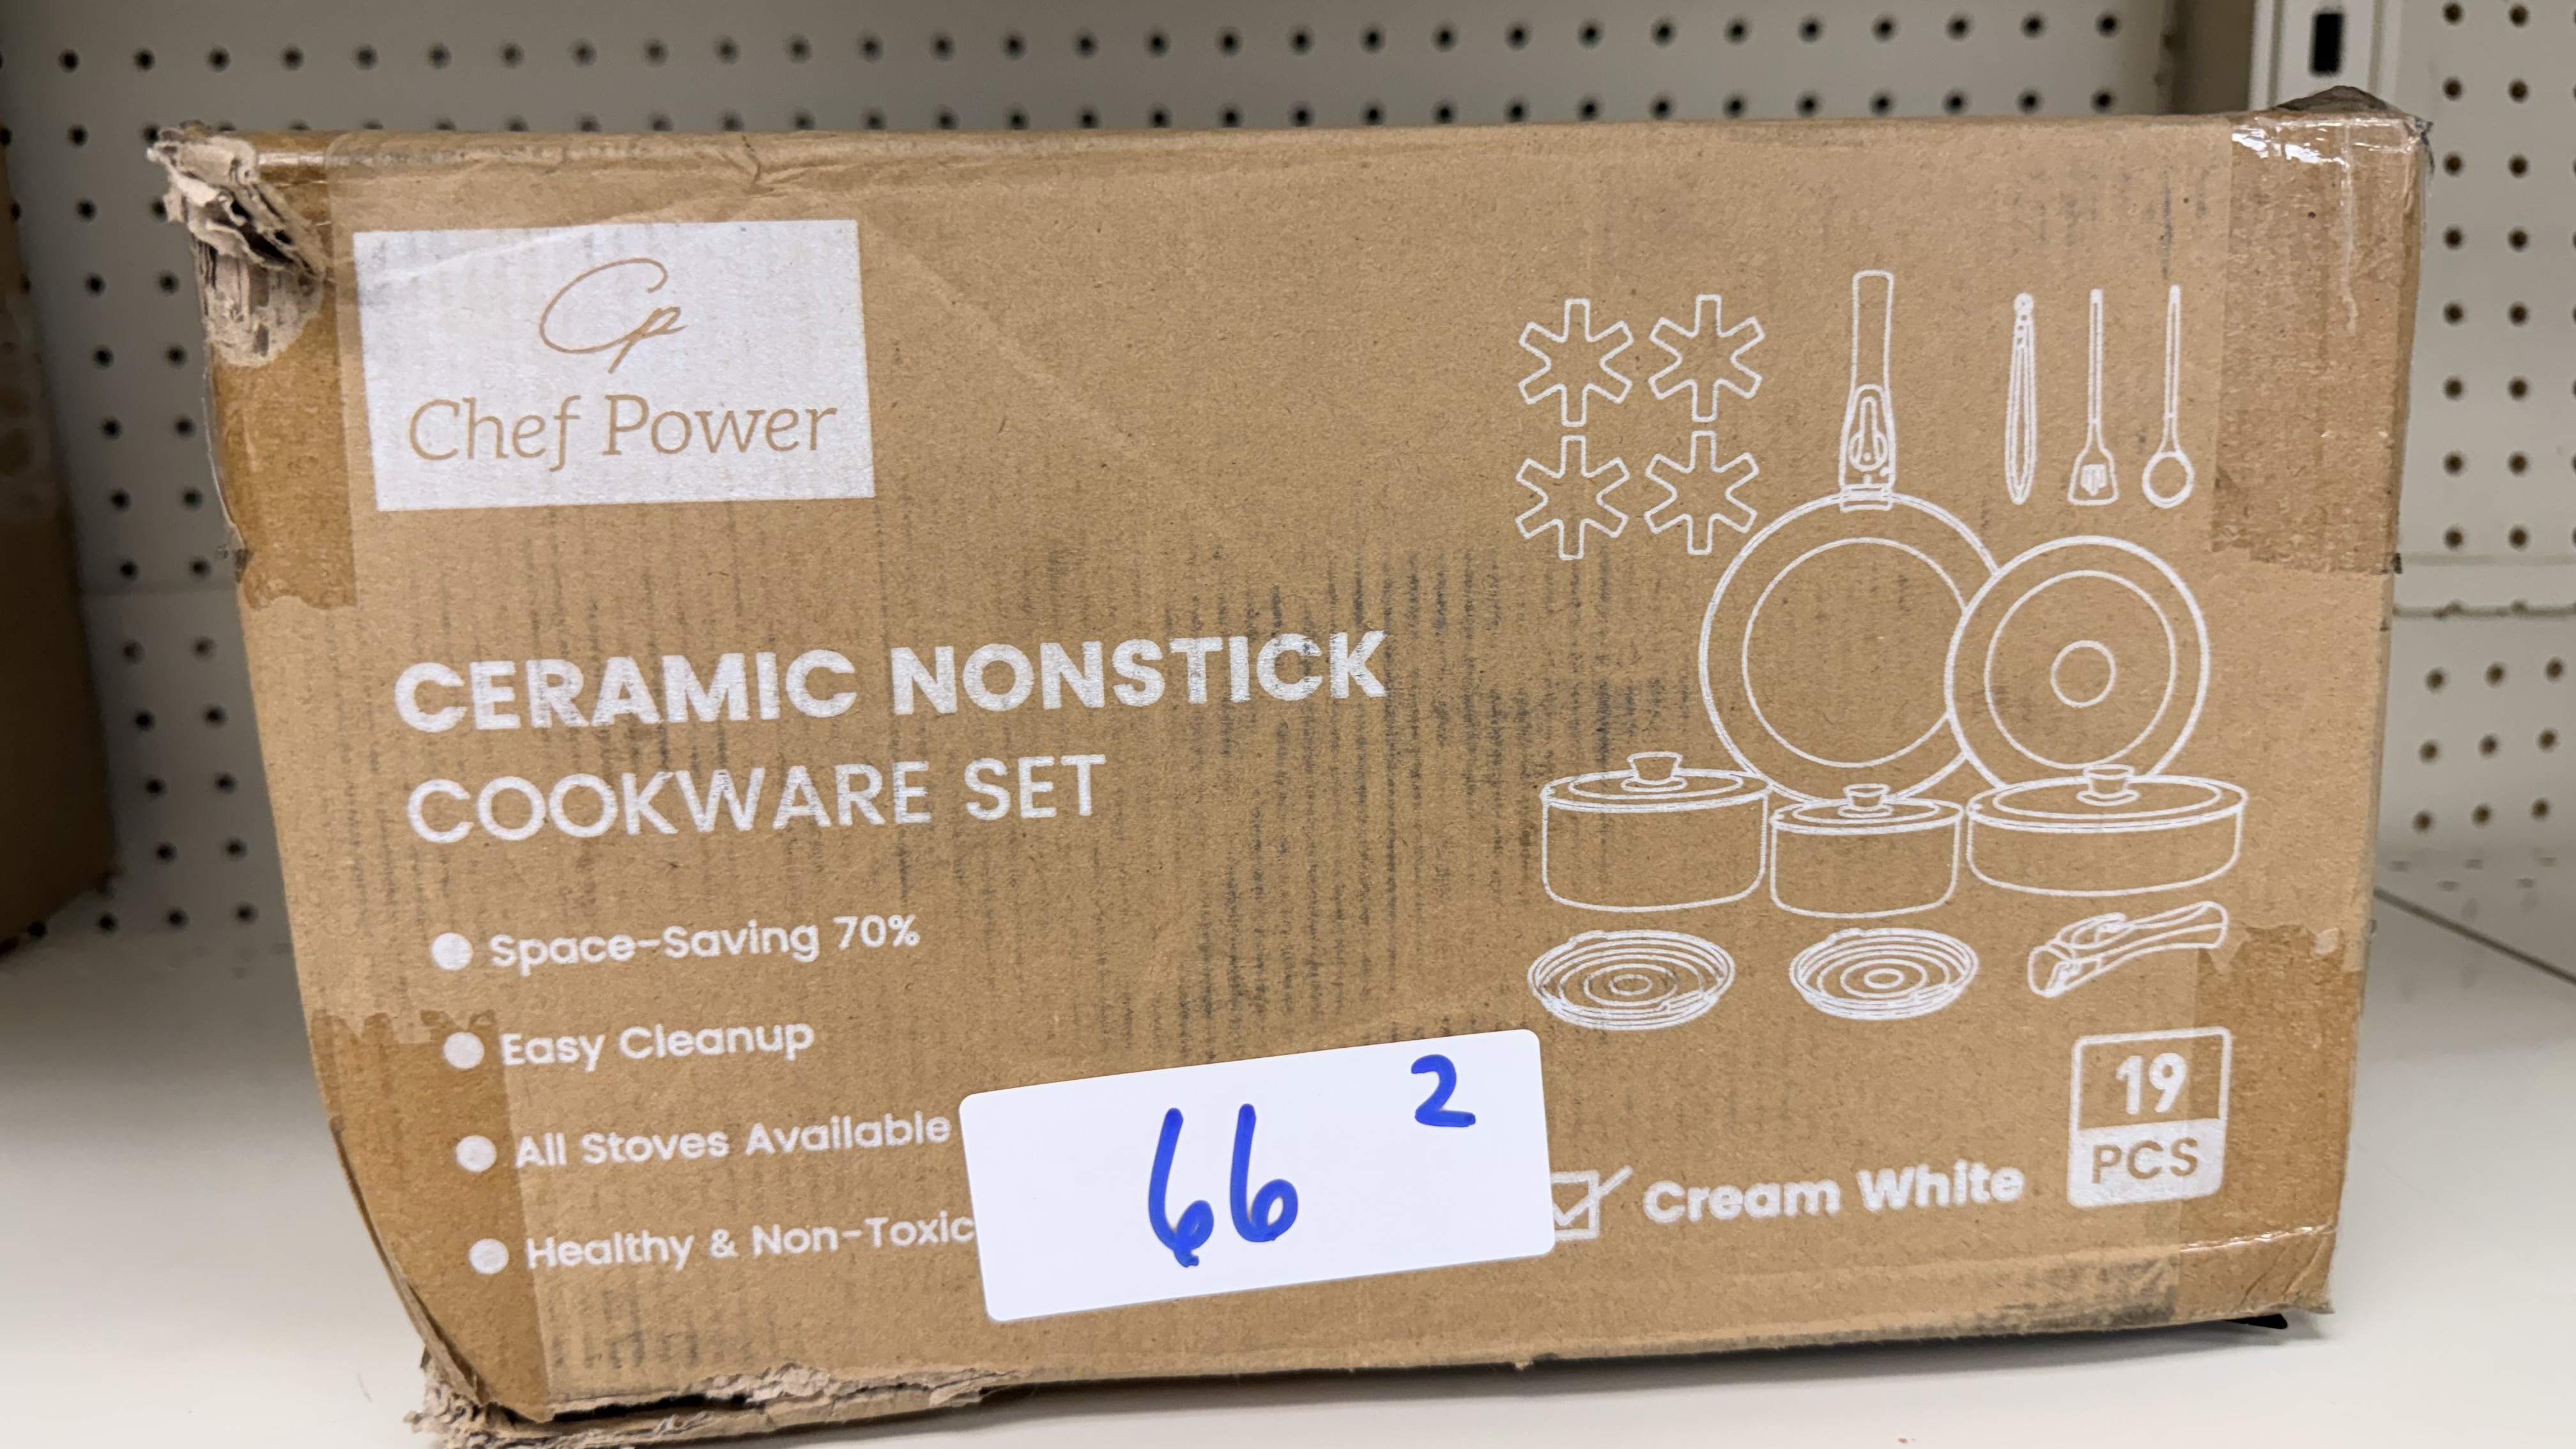 Cp
Chef Power
CERAMIC NONSTICK
COOKWARE SET
Space-Saving 70%
Easy Cleanup
All Stoves Available
Healthy & Non-Toxic
66 2
Cream White
19
PCS